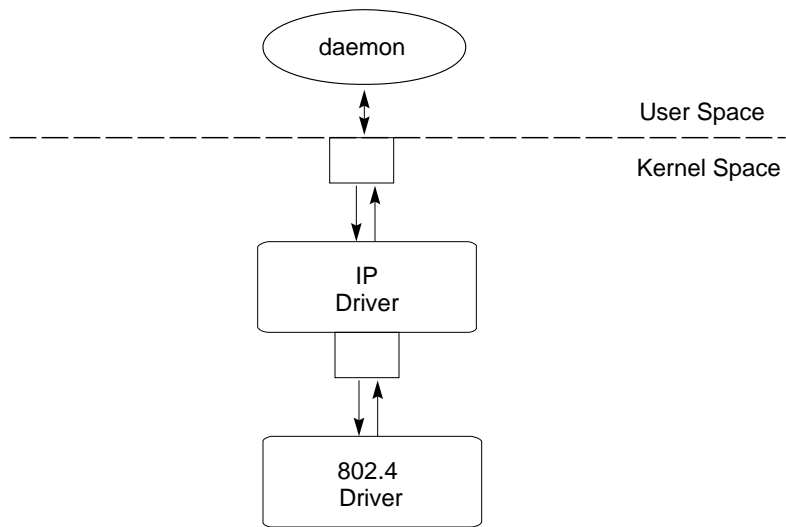 daemon
User Space
Kernel Space
IP
Driver
802.4
Driver